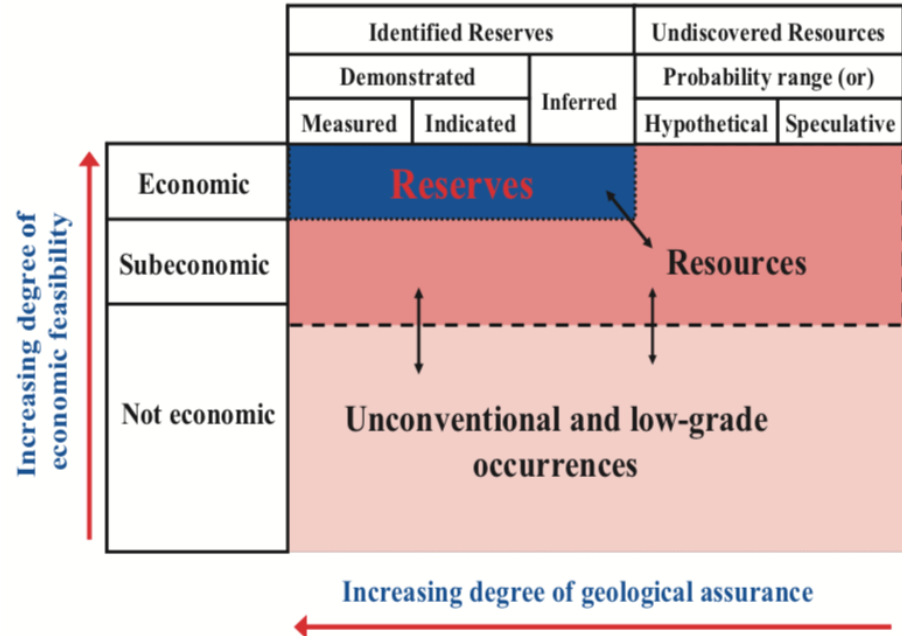 Identified Reserves
Undiscovered Resources
Demonstrated
Inferred
Probability range (or)
Measured
Indicated
Hypothetical
Speculative
Increasing degree of
economic feasibility
Economic
Reserves
Subeconomic
Resources
Not economic
Unconventional and low-grade
occurrences
Increasing degree of geological assurance